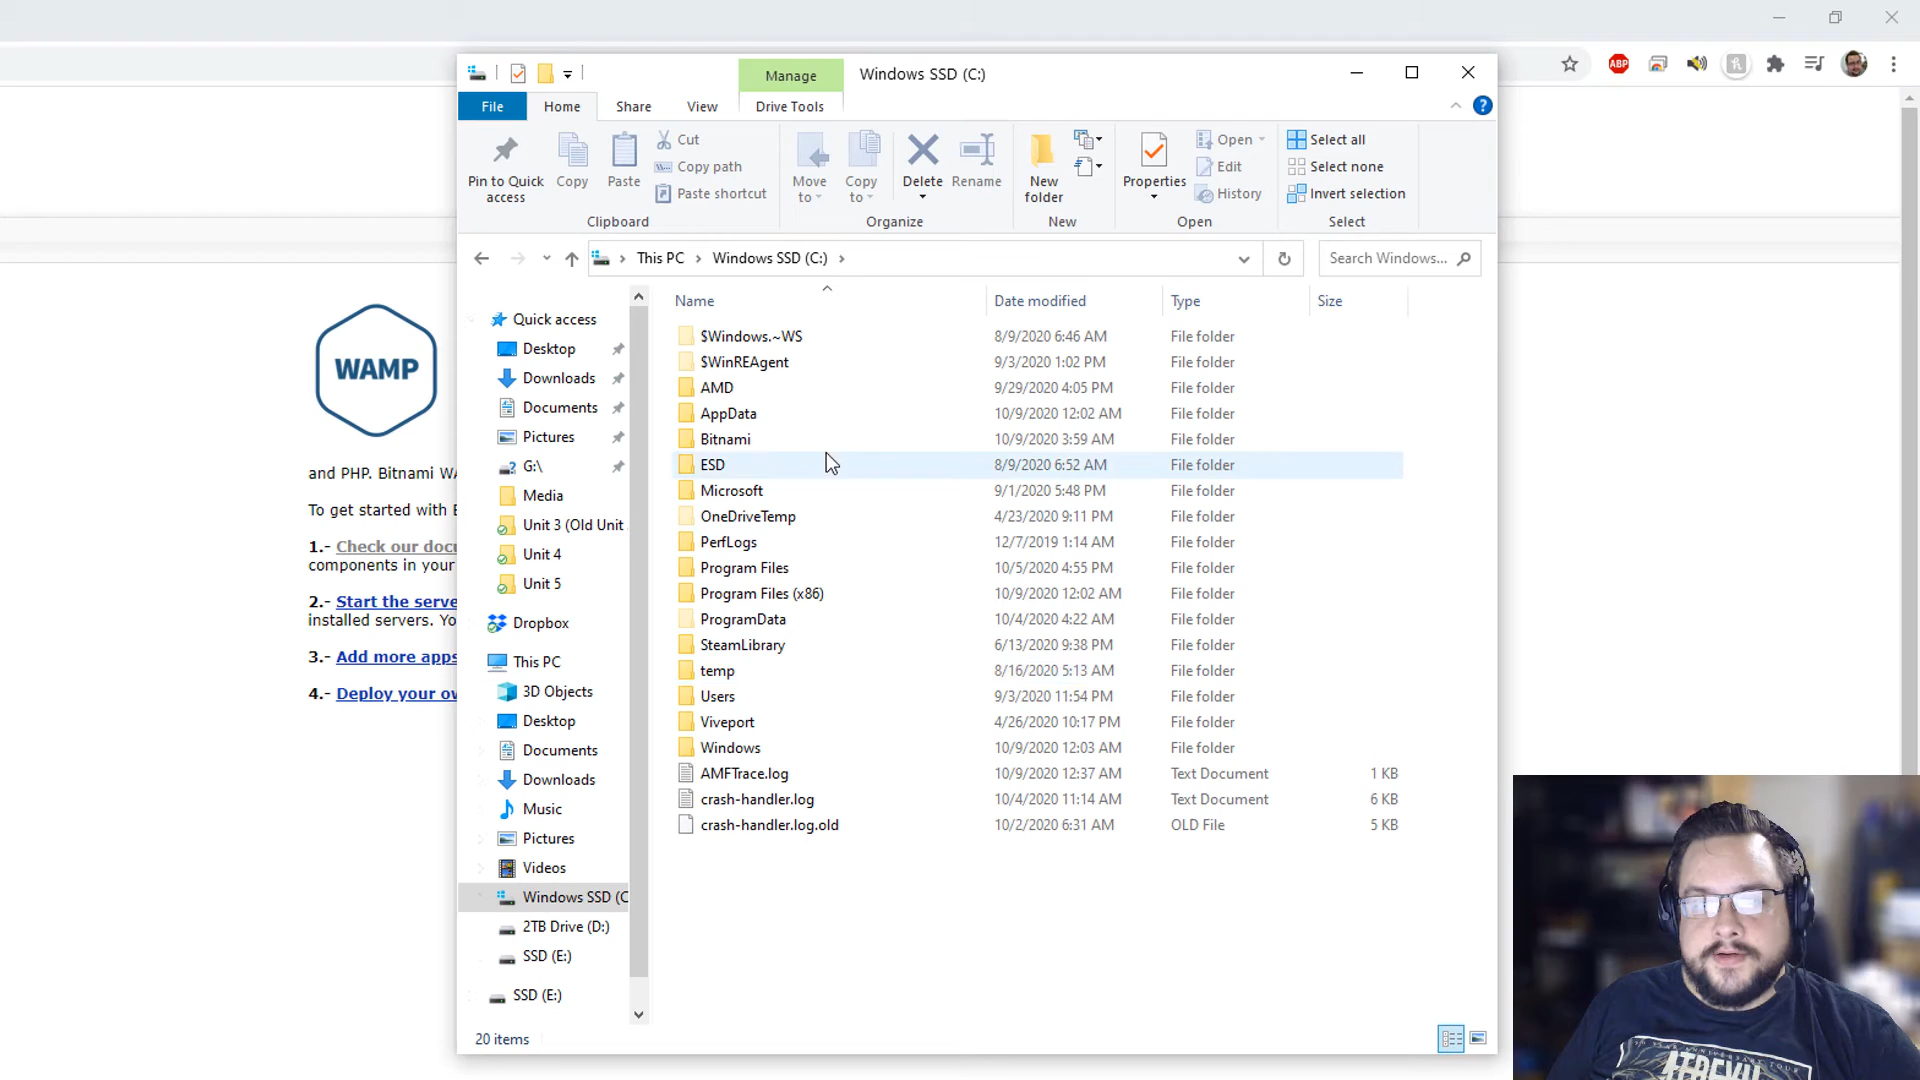 Manage
Windows SSD (C:)
File
Home
Share
View
Drive Tools
Pin to Quick access
Copy
Paste
Cut
Copy path
Paste shortcut
Clipboard
Move to
Copy to
Delete
Rename
Organize
New folder
New
Properties
Open
Edit
History
Open
Select all
Select none
Invert selection
Select
ABP
This PC
Windows SSD (C:)
Search Windows...
Quick access
Desktop
Downloads
Documents
Pictures
G:\
Media
Unit 3 (Old Unit
Unit 4
Unit 5
Dropbox
This PC
3D Objects
Desktop
Documents
Downloads
Music
Pictures
Videos
Windows SSD (C
2TB Drive (D:)
SSD (E:)
SSD (E:)
Name Date modified Type Size
$Windows.~WS 8/9/2020 6:46 AM File folder
$WinREAgent 9/3/2020 1:02 PM File folder
AMD 9/29/2020 4:05 PM File folder
AppData 10/9/2020 12:02 AM File folder
Bitnami 10/9/2020 3:59 AM File folder
ESD 8/9/2020 6:52 AM File folder
Microsoft 9/1/2020 5:48 PM File folder
OneDriveTemp 4/23/2020 9:11 PM File folder
PerfLogs 12/7/2019 1:14 AM File folder
Program Files 10/5/2020 4:55 PM File folder
Program Files (x86) 10/9/2020 12:02 AM File folder
ProgramData 10/4/2020 4:22 AM File folder
SteamLibrary 6/13/2020 9:38 PM File folder
temp 8/16/2020 5:13 AM File folder
Users 9/3/2020 11:54 PM File folder
Viveport 4/26/2020 10:17 PM File folder
Windows 10/9/2020 12:03 AM File folder
AMFTrace.log 10/9/2020 12:37 AM Text Document 1 KB
crash-handler.log 10/4/2020 11:14 AM Text Document 6 KB
crash-handler.log.old 10/2/2020 6:31 AM OLD File 5 KB
20 items
WAMP
and PHP. Bitnami
To get started with
1.- Check our
components in your
2.- Start the
installed servers.
3.- Add more apps
4.- Deploy your